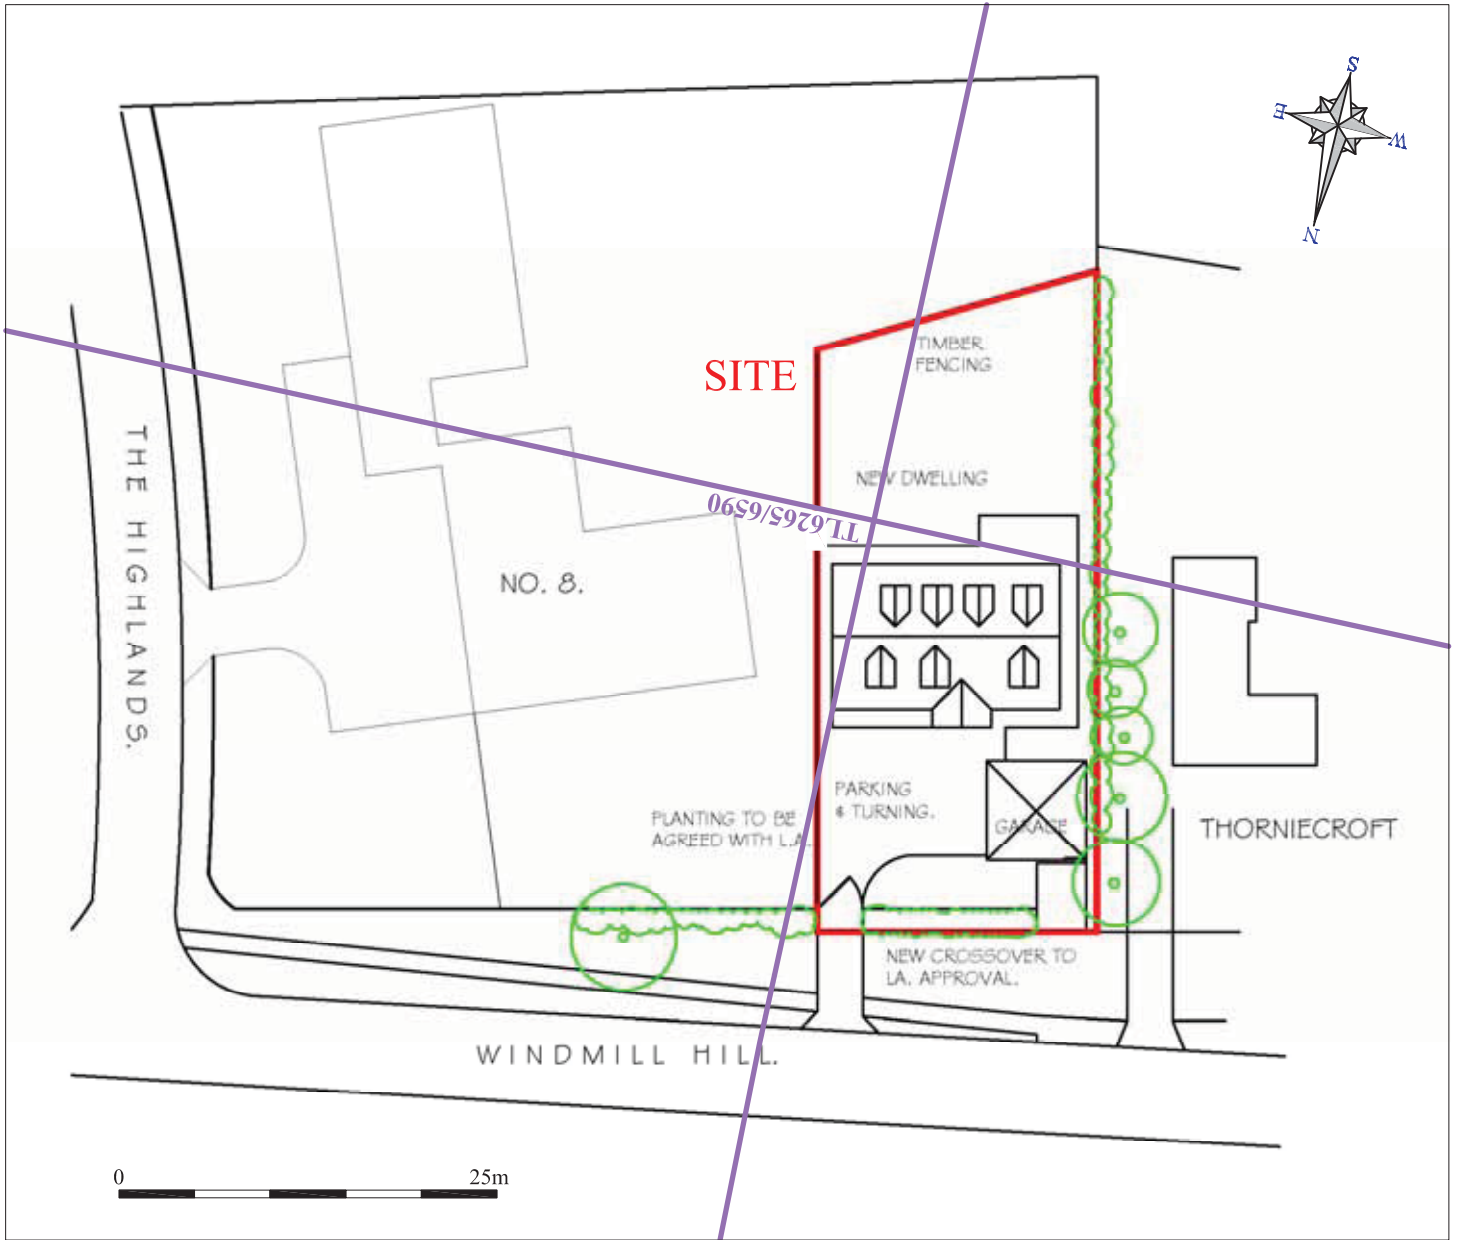 S
E
W
N
TIMBER
FENCING
SITE
NEW DWELLING
TL6265/6590
THE HIGHLANDS.
NO. 8.
PARKING
& TURNING.
PLANTING TO BE
AGREED WITH L.A.
GARAGE
THORNIECROFT
NEW CROSSOVER TO
LA. APPROVAL.
WINDMILL HILL.
0 25m